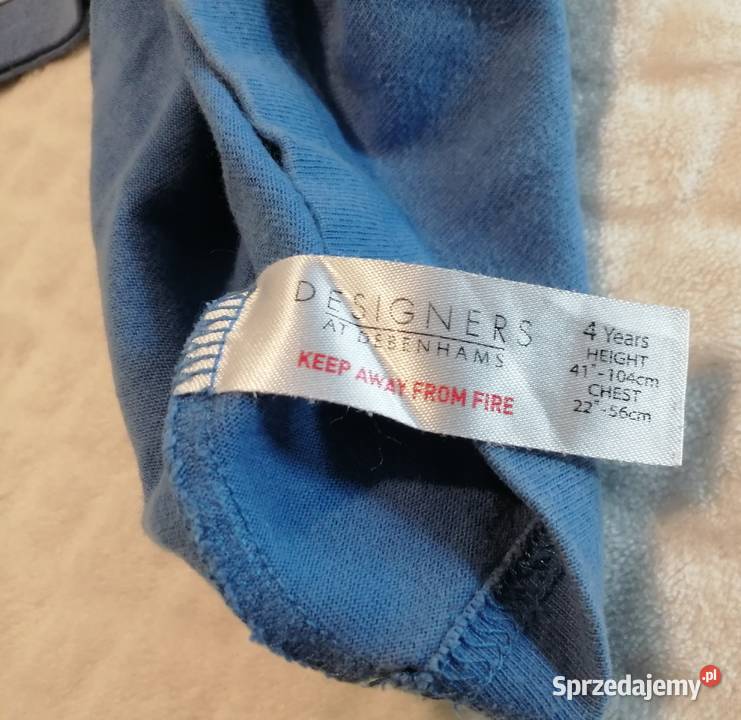 DESIGNERS
AT DEBENHAMS
KEEP AWAY FROM FIRE
4 Years
HEIGHT
41"-104cm
CHEST
22"-56cm
Sprzedajemy.pl